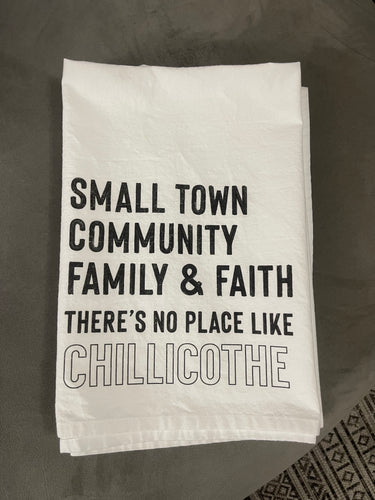 SMALL TOWN
COMMUNITY
FAMILY & FAITH
THERE'S NO PLACE LIKE
CHILLICOTHE